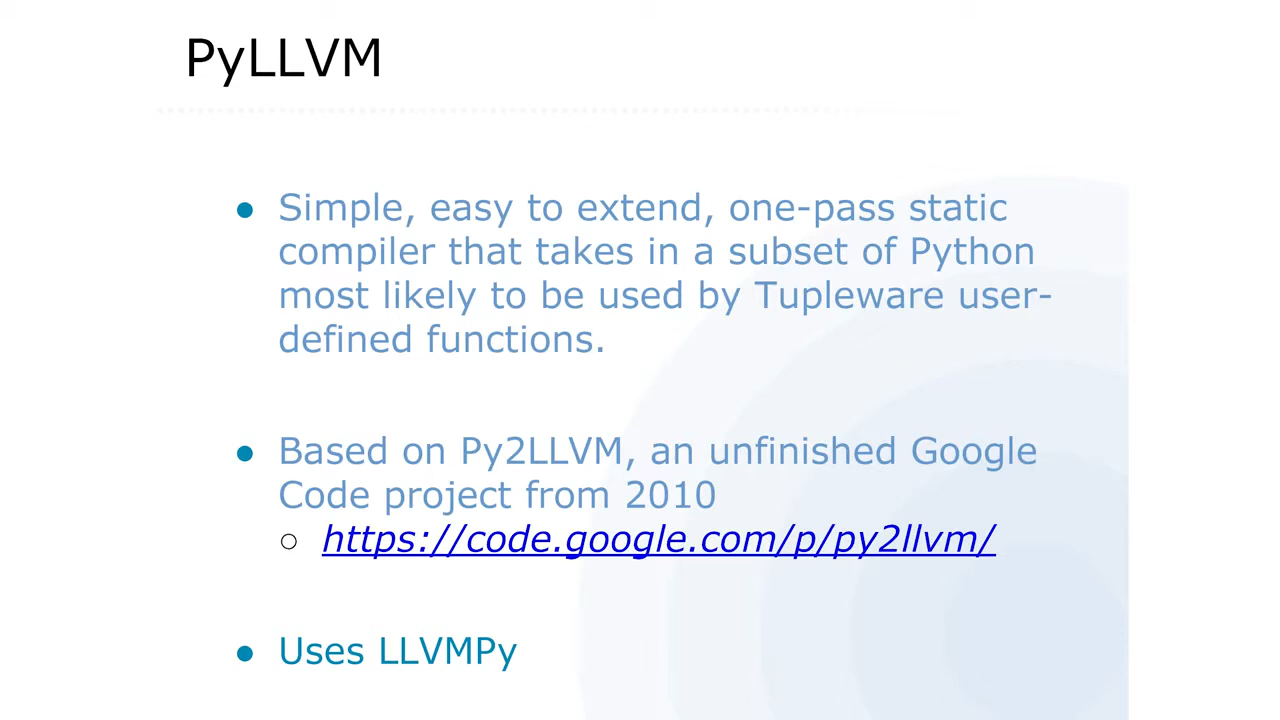 PyLLVM
● Simple, easy to extend, one-pass static
compiler that takes in a subset of Python
most likely to be used by Tupleware user-
defined functions.
● Based on Py2LLVM, an unfinished Google
Code project from 2010
○ https://code.google.com/p/py2llvm/
● Uses LLVMPy